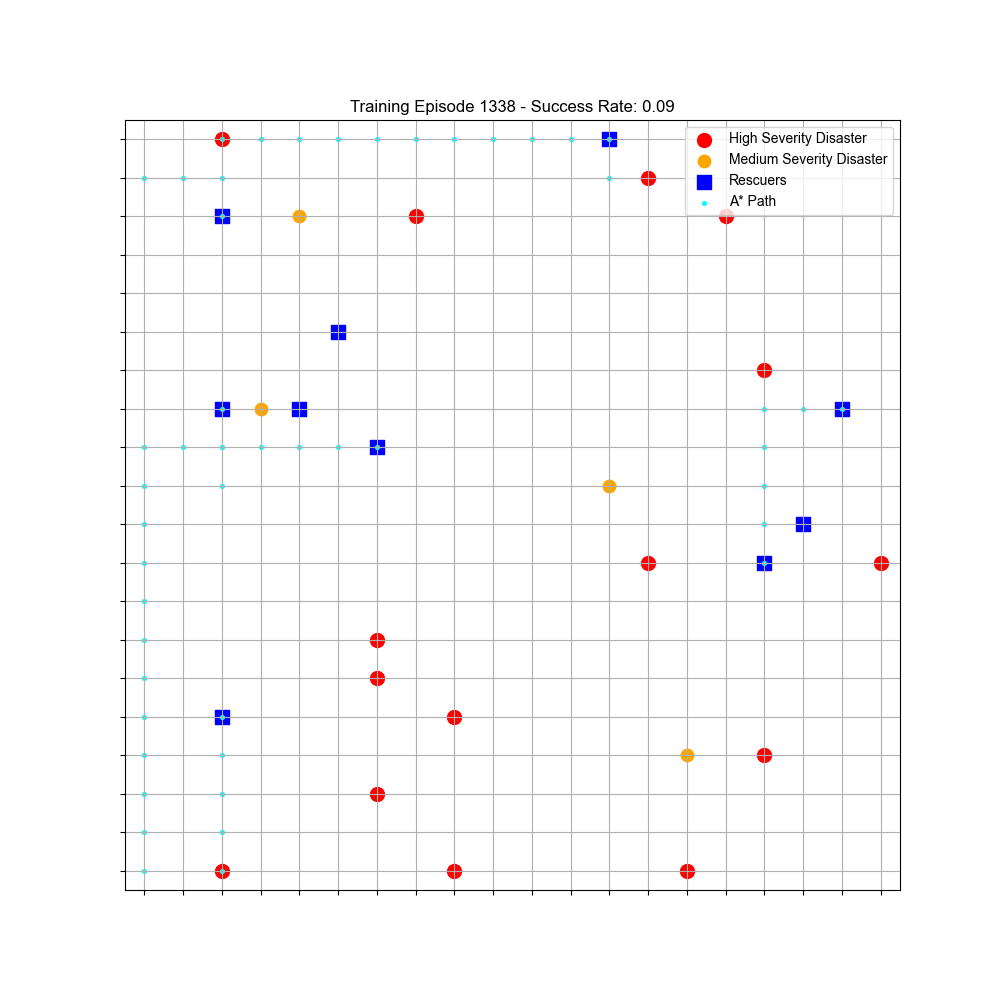 Training Episode 1338 - Success Rate: 0.09
High Severity Disaster
Medium Severity Disaster
Rescuers
A* Path